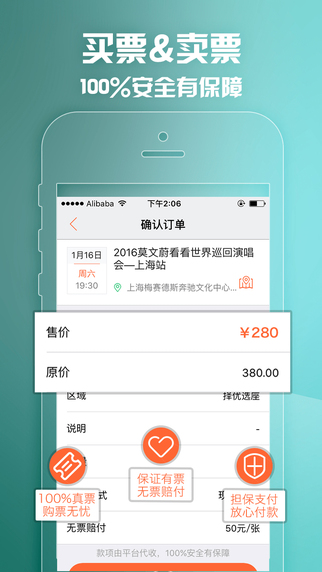 买票&卖票
100%安全有保障
Alibaba
下午2:06
确认订单
1月16日
周六
19:30
2016莫文蔚看看世界巡回演唱
会—上海站
上海梅赛德斯奔驰文化中心...
售价
¥280
原价
380.00
区域
择优选座
说明
-
保证有票
无票赔付
100%真票
购票无忧
担保支付
放心付款
无票赔付
50元/张
款项由平台代收，100%安全有保障